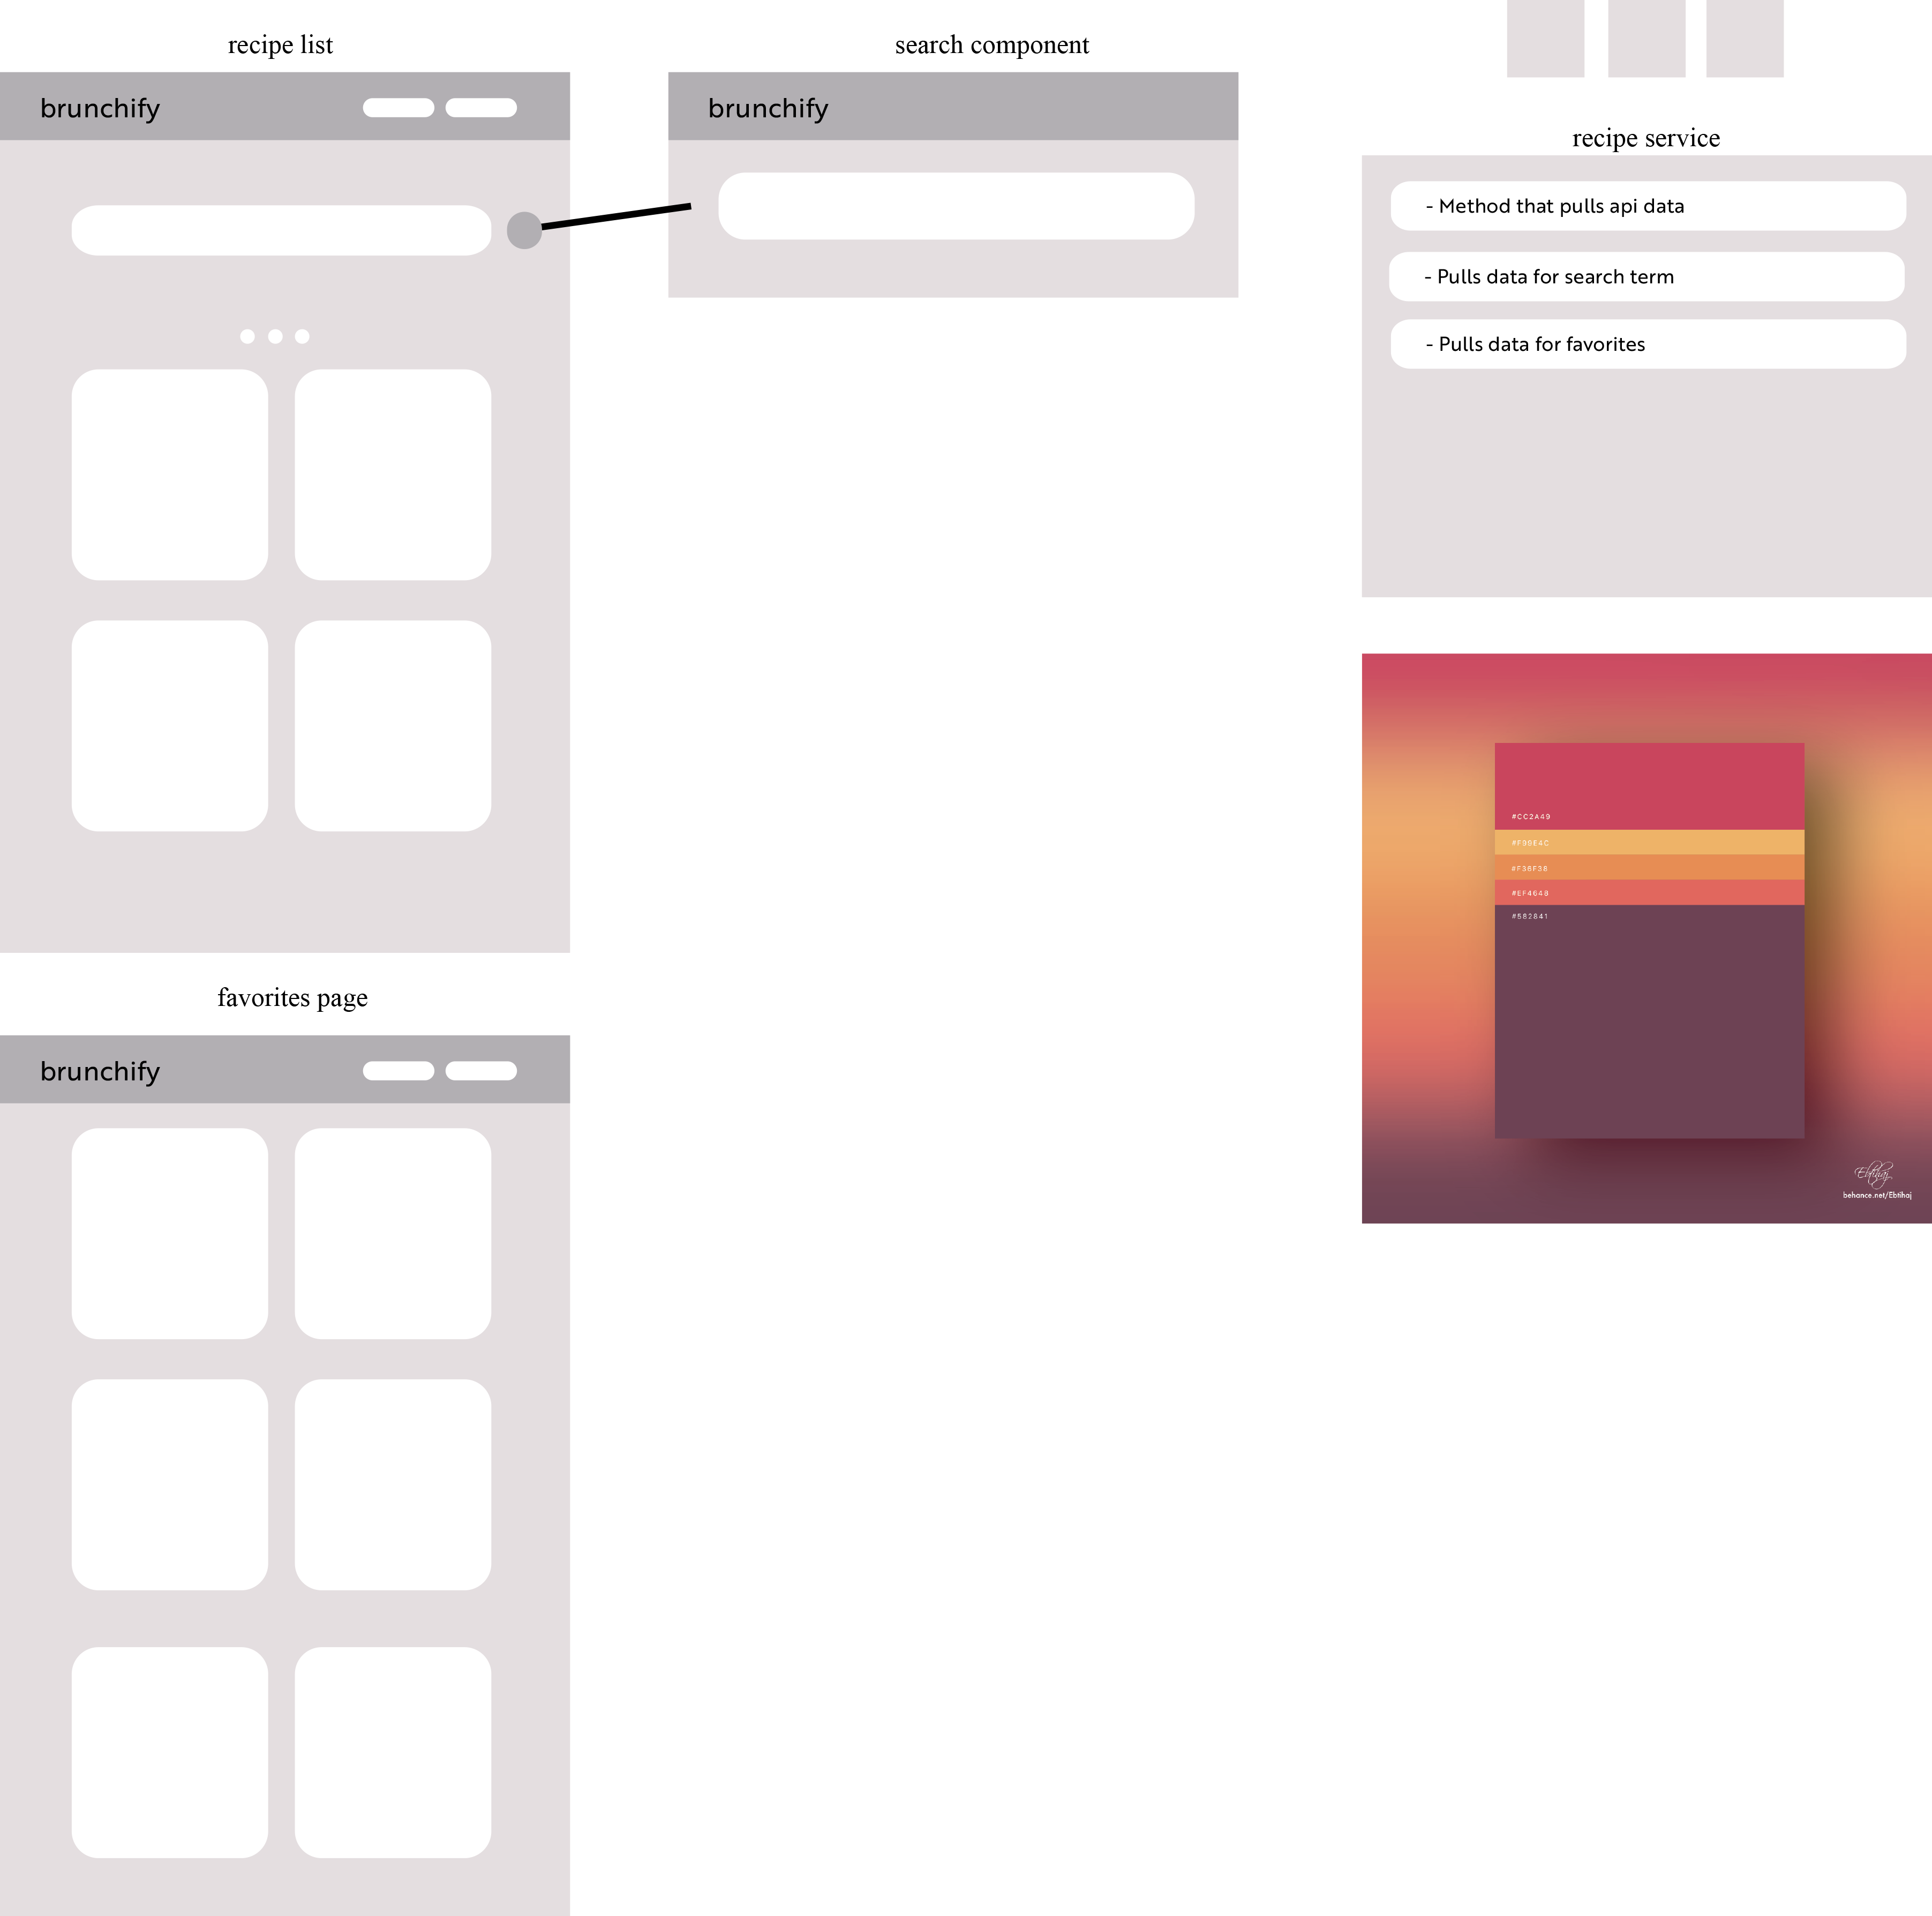 recipe list
brunchify
search component
brunchify
recipe service
- Method that pulls api data
- Pulls data for search term
- Pulls data for favorites
#CC2A49
#F99E4C
#F38F38
#EF4648
#582841
Ebtihaj
behance.net/Ebtihaj
favorites page
brunchify